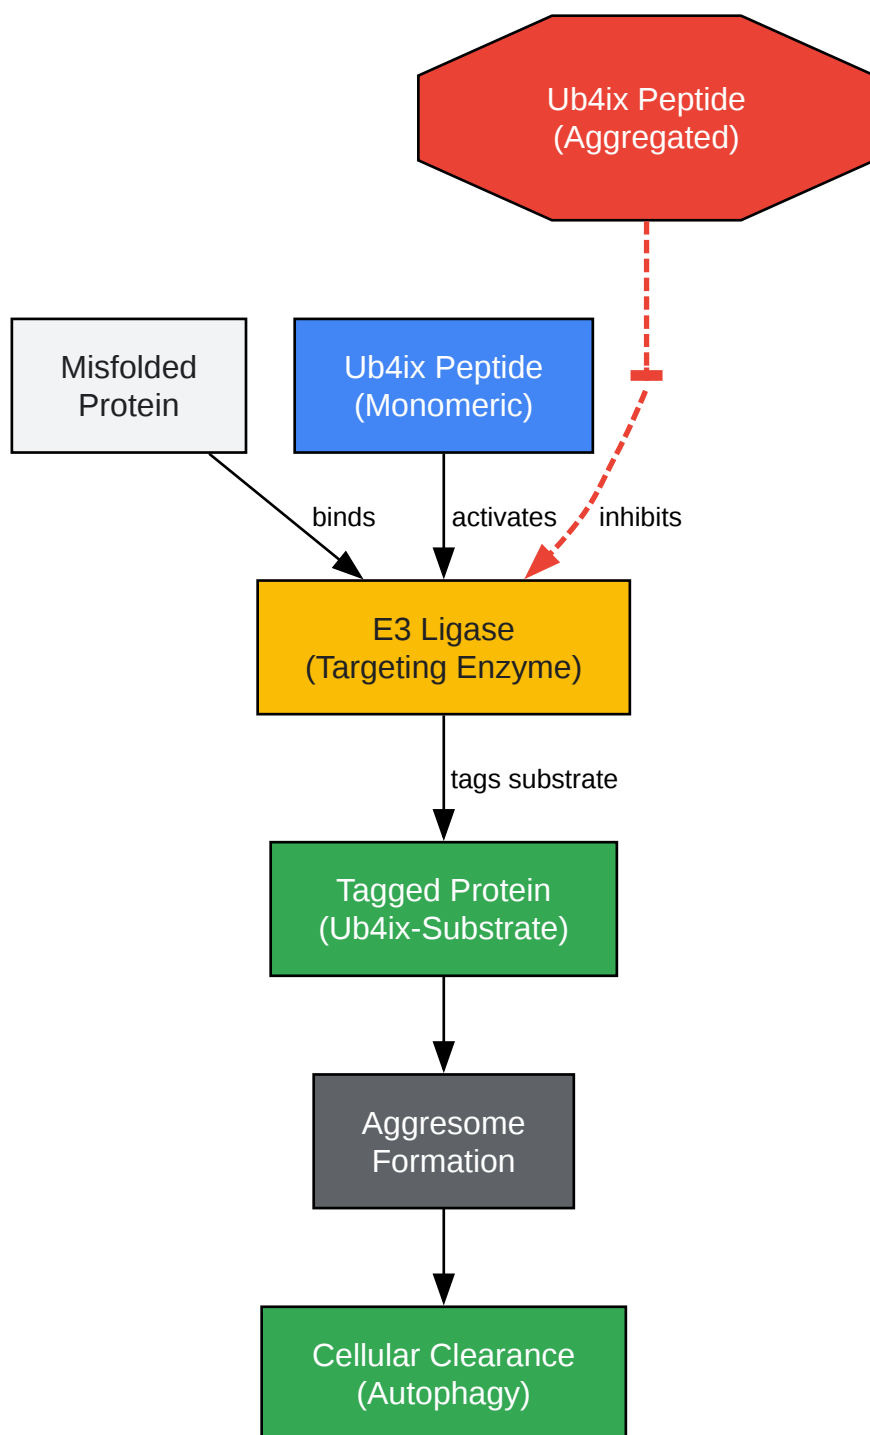 Ub4ix Peptide
(Aggregated)
Misfolded
Protein
Ub4ix Peptide
(Monomeric)
binds
activates
inhibits
E3 Ligase
(Targeting Enzyme)
tags substrate
Tagged Protein
(Ub4ix-Substrate)
Aggresome
Formation
Cellular Clearance
(Autophagy)